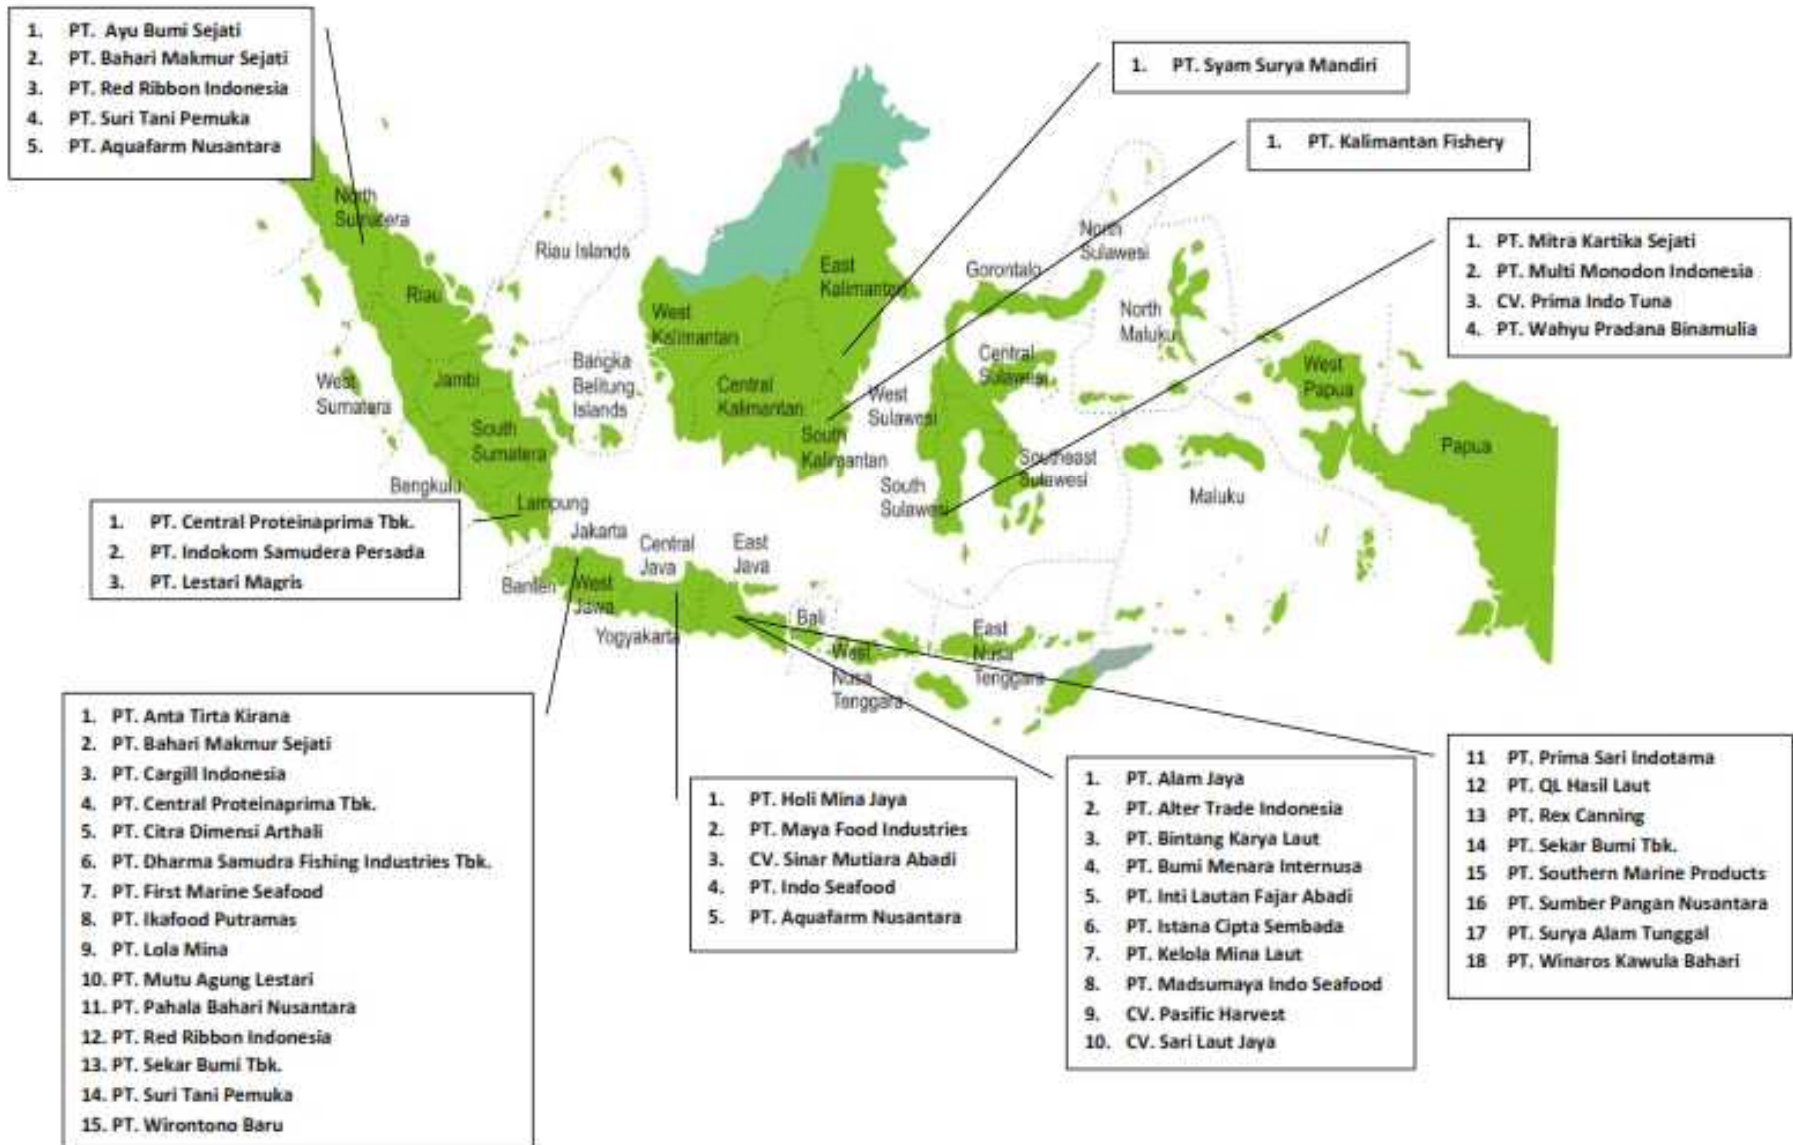 1. PT. Ayu Bumi Sejati
2. PT. Bahari Makmur Sejati
3. PT. Red Ribbon Indonesia
4. PT. Suri Tani Pemuka
5. PT. Aquafarm Nusantara
1. PT. Syam Surya Mandiri
1. PT. Kalimantan Fishery
1. PT. Mitra Kartika Sejati
2. PT. Multi Monodon Indonesia
3. CV. Prima Indo Tuna
4. PT. Wahyu Pradana Binamulia
North
Sumatera
Riau Islands
Riau
West
Sumatera
Jambi
Bangka
Belitung
Islands
South
Sumatera
Bengkulu
Lampung
West
Kalimantan
East
Kalimantan
Central
Kalimantan
South
Kalimantan
North
Sulawesi
Gorontalo
Central
Sulawesi
West
Sulawesi
South
Sulawesi
Southeast
Sulawesi
North
Maluku
Maluku
West
Papua
Papua
Jakarta
Banten
West
Jawa
Central
Java
East
Java
Yogyakarta
Bali
West
Nusa
Tenggara
East
Nusa
Tenggara
1. PT. Central Proteinaprima Tbk.
2. PT. Indokom Samudera Persada
3. PT. Lestari Magris
1. PT. Anta Tirta Kirana
2. PT. Bahari Makmur Sejati
3. PT. Cargill Indonesia
4. PT. Central Proteinaprima Tbk.
5. PT. Citra Dimensi Arthali
6. PT. Dharma Samudra Fishing Industries Tbk.
7. PT. First Marine Seafood
8. PT. Ikafood Putramas
9. PT. Lola Mina
10. PT. Mutu Agung Lestari
11. PT. Pahala Bahari Nusantara
12. PT. Red Ribbon Indonesia
13. PT. Sekar Bumi Tbk.
14. PT. Suri Tani Pemuka
15. PT. Wirontono Baru
1. PT. Holi Mina Jaya
2. PT. Maya Food Industries
3. CV. Sinar Mutiara Abadi
4. PT. Indo Seafood
5. PT. Aquafarm Nusantara
1. PT. Alam Jaya
2. PT. Alter Trade Indonesia
3. PT. Bintang Karya Laut
4. PT. Bumi Menara Internusa
5. PT. Inti Lautan Fajar Abadi
6. PT. Istana Cipta Sembada
7. PT. Kelola Mina Laut
8. PT. Madsumaya Indo Seafood
9. CV. Pasific Harvest
10. CV. Sari Laut Jaya
11 PT. Prima Sari Indotama
12 PT. QL Hasil Laut
13 PT. Rex Canning
14 PT. Sekar Bumi Tbk.
15 PT. Southern Marine Products
16 PT. Sumber Pangan Nusantara
17 PT. Surya Alam Tunggal
18 PT. Winaros Kawula Bahari